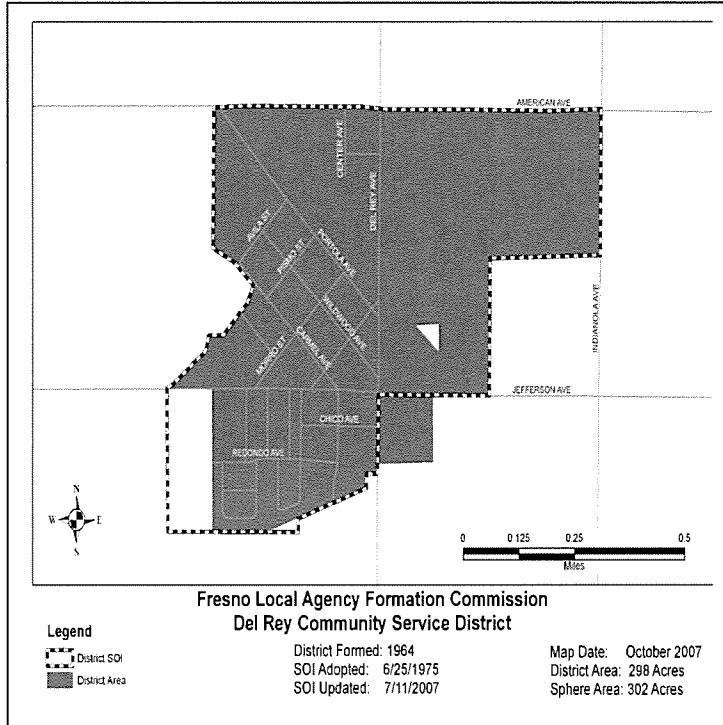 AMERICAN AVE
CENTER AVE
DEL REY AVE
AVILA ST
PRIMO ST
PORTOLA AVE
WILDWOOD AVE
CARMEL AVE
MORRO ST
INDIANOLA AVE
JEFFERSON AVE
CHICO AVE
REDONDO AVE
N
W E
S
0 0.125 0.25 0.5
Miles
Fresno Local Agency Formation Commission
Del Rey Community Service District
Legend
District SOI
District Area
District Formed: 1964
SOI Adopted: 6/25/1975
SOI Updated: 7/11/2007
Map Date: October 2007
District Area: 298 Acres
Sphere Area: 302 Acres